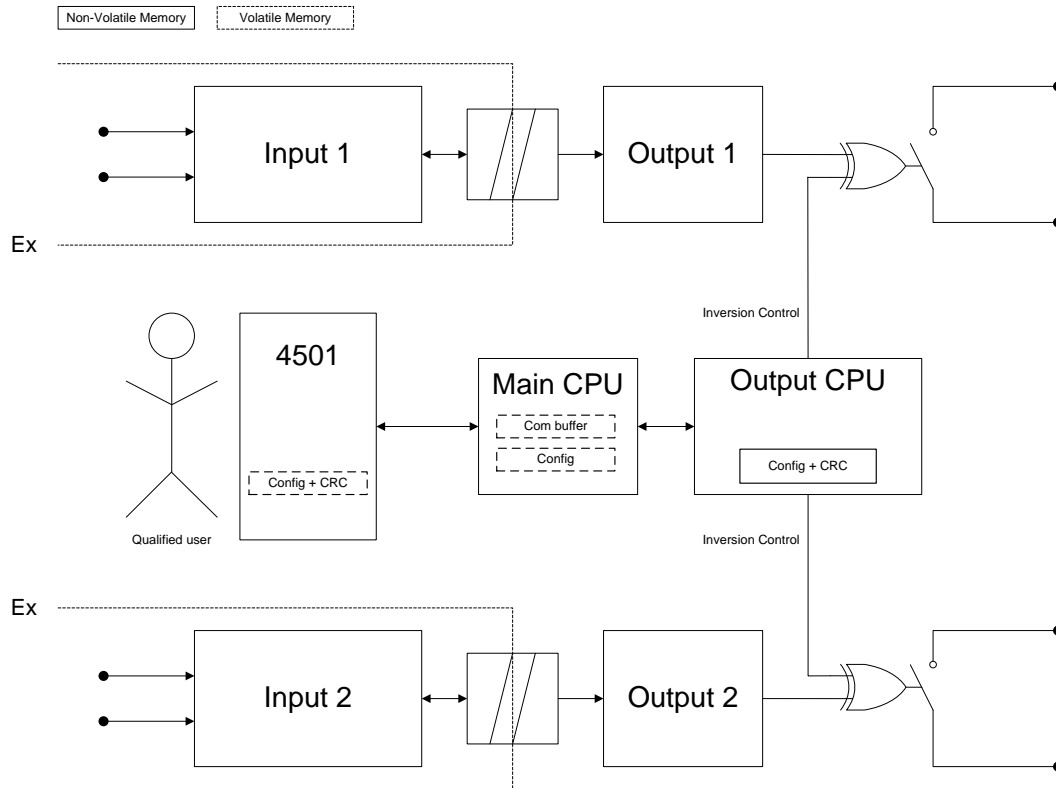 Non-Volatile Memory
Volatile Memory
Input 1
Output 1
Ex
Inversion Control
4501
Main CPU
Output CPU
Com buffer
Config
Config + CRC
Config + CRC
Qualified user
Inversion Control
Ex
Input 2
Output 2